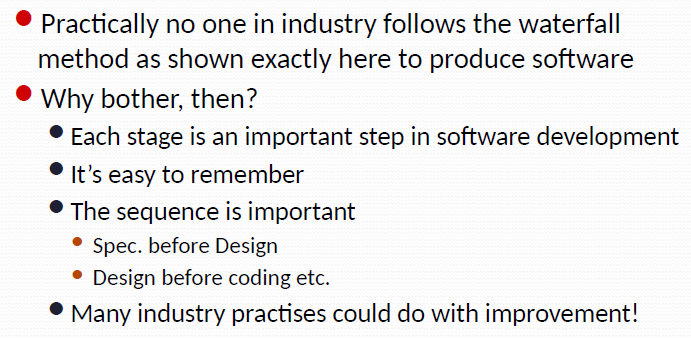 Practically no one in industry follows the waterfall
method as shown exactly here to produce software
Why bother, then?
Each stage is an important step in software development
It’s easy to remember
The sequence is important
Spec. before Design
Design before coding etc.
Many industry practises could do with improvement!